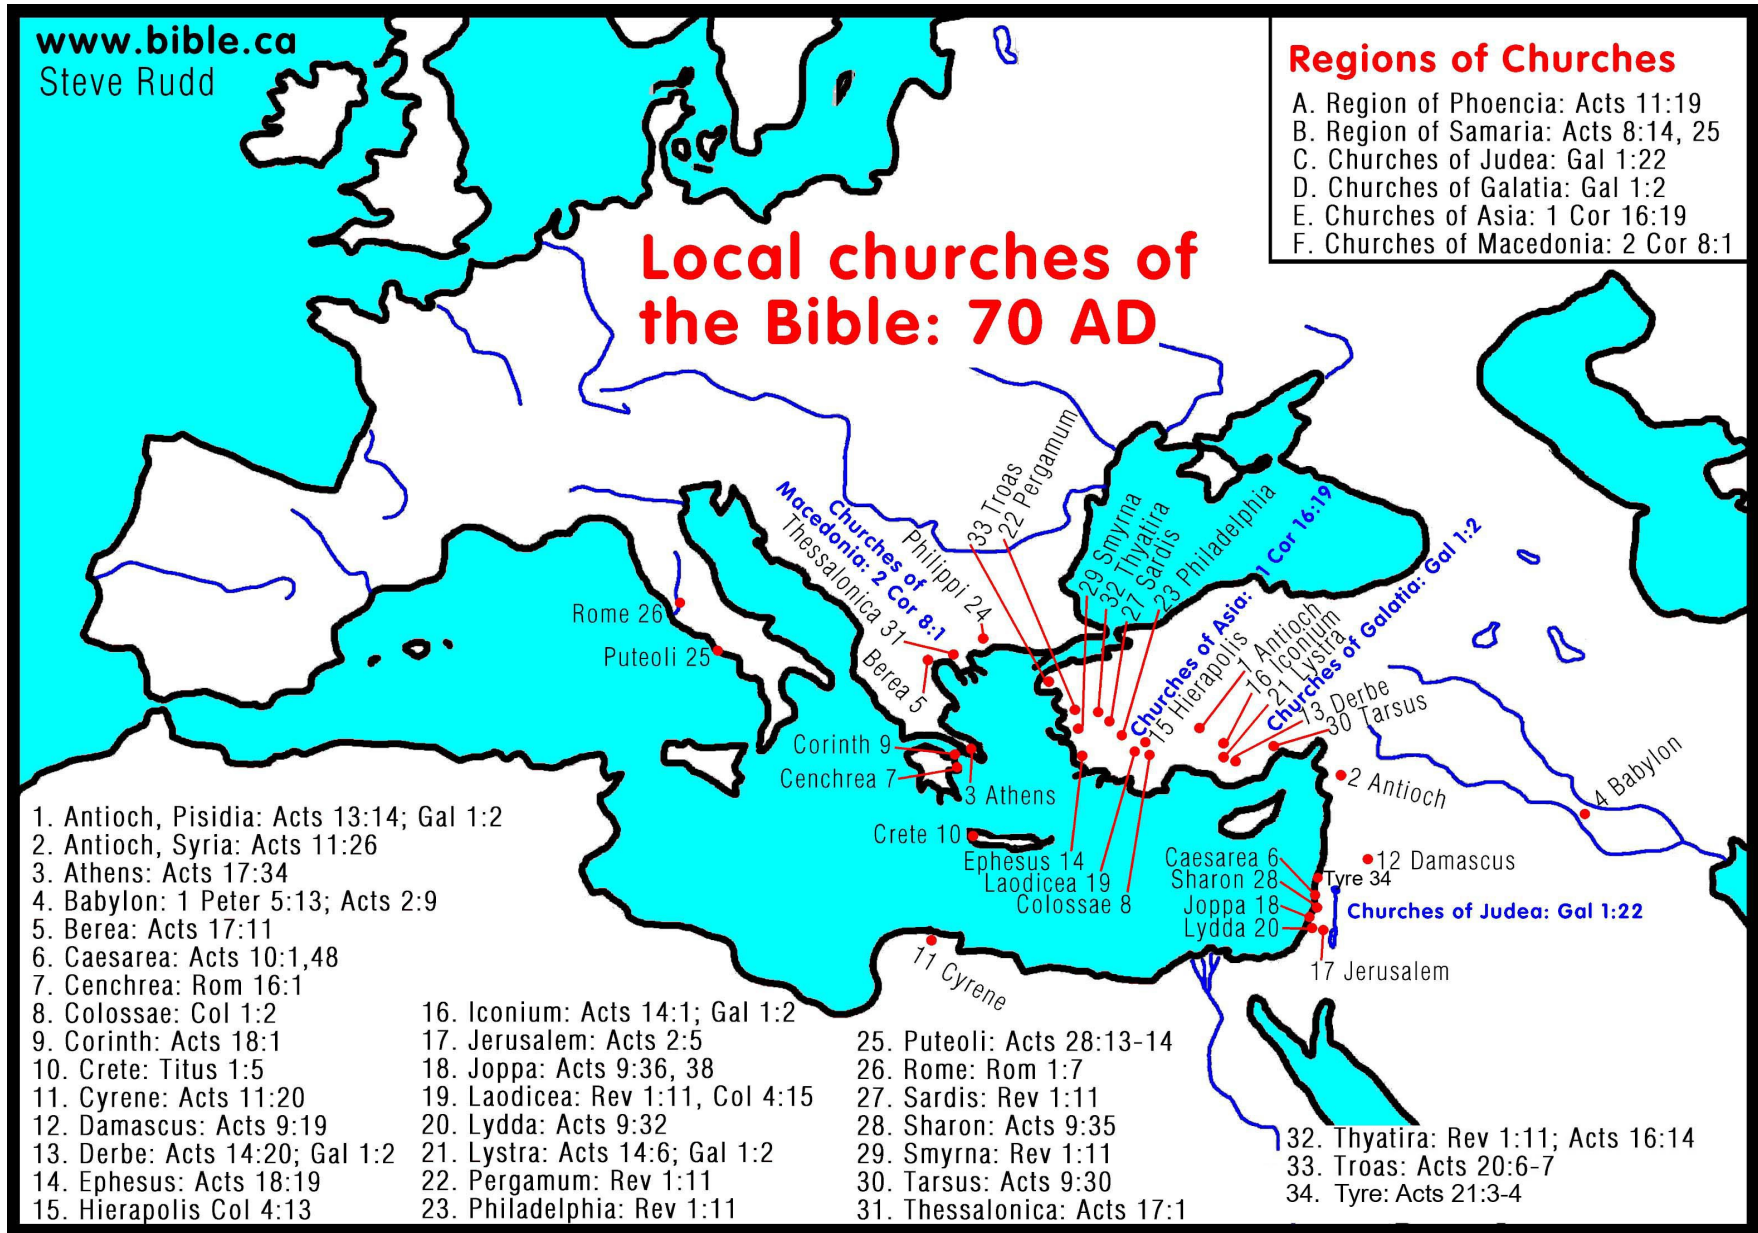 www.bible.ca
Steve Rudd
Regions of Churches
A. Region of Phoencia: Acts 11:19
B. Region of Samaria: Acts 8:14, 25
C. Churches of Judea: Gal 1:22
D. Churches of Galatia: Gal 1:2
E. Churches of Asia: 1 Cor 16:19
F. Churches of Macedonia: 2 Cor 8:1
Local churches of
the Bible: 70 AD
Churches of
Macedonia: 2 Cor 8:1
Thessalonica 31
Philippi 24
Berea 5
33 Troas
22 Pergamum
29 Smyrna
32 Thyatira
27 Sardis
23 Philadelphia
Churches of Asia: 1 Cor 16:19
15 Hierapolis
1 Antioch
16 Iconium
21 Lystra
Churches of Galatia: Gal 1:2
13 Derbe
30 Tarsus
Rome 26
Puteoli 25
Corinth 9
Cenchrea 7
3 Athens
Crete 10
Ephesus 14
Laodicea 19
Colossae 8
2 Antioch
4 Babylon
12 Damascus
Caesarea 6
Tyre 34
Sharon 28
Joppa 18
Lydda 20
Churches of Judea: Gal 1:22
17 Jerusalem
11 Cyrene
1. Antioch, Pisidia: Acts 13:14; Gal 1:2
2. Antioch, Syria: Acts 11:26
3. Athens: Acts 17:34
4. Babylon: 1 Peter 5:13; Acts 2:9
5. Berea: Acts 17:11
6. Caesarea: Acts 10:1,48
7. Cenchrea: Rom 16:1
8. Colossae: Col 1:2
9. Corinth: Acts 18:1
10. Crete: Titus 1:5
11. Cyrene: Acts 11:20
12. Damascus: Acts 9:19
13. Derbe: Acts 14:20; Gal 1:2
14. Ephesus: Acts 18:19
15. Hierapolis Col 4:13
16. Iconium: Acts 14:1; Gal 1:2
17. Jerusalem: Acts 2:5
18. Joppa: Acts 9:36, 38
19. Laodicea: Rev 1:11, Col 4:15
20. Lydda: Acts 9:32
21. Lystra: Acts 14:6; Gal 1:2
22. Pergamum: Rev 1:11
23. Philadelphia: Rev 1:11
25. Puteoli: Acts 28:13-14
26. Rome: Rom 1:7
27. Sardis: Rev 1:11
28. Sharon: Acts 9:35
29. Smyrna: Rev 1:11
30. Tarsus: Acts 9:30
31. Thessalonica: Acts 17:1
32. Thyatira: Rev 1:11; Acts 16:14
33. Troas: Acts 20:6-7
34. Tyre: Acts 21:3-4